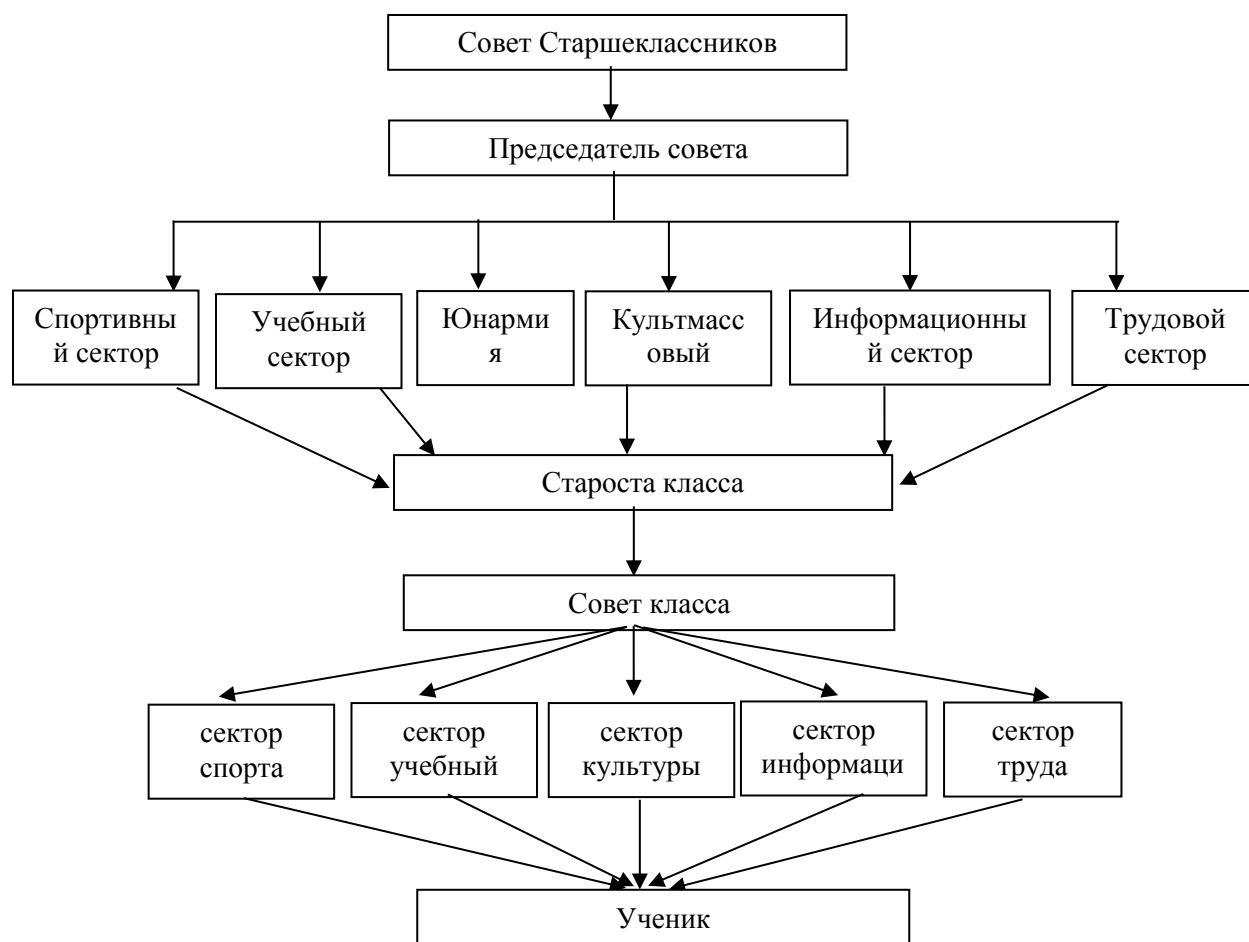 Совет Старшеклассников
Председатель совета
Спортивны
й сектор
Учебный
сектор
Юнарми
я
Культмасс
овый
Информационны
й сектор
Трудовой
сектор
Староста класса
Совет класса
сектор
спорта
сектор
учебный
сектор
культуры
сектор
информаци
сектор
труда
Ученик